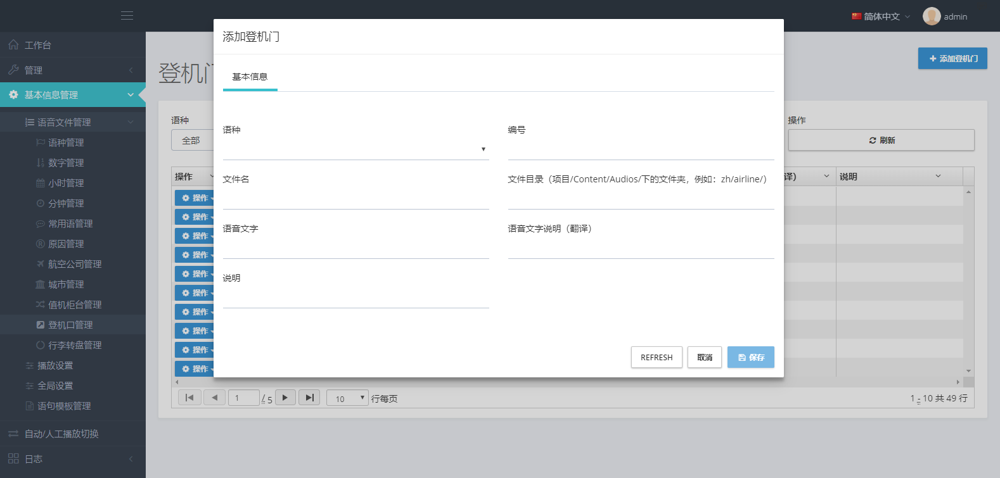 简体中文
admin
工作台
管理
基本信息管理
语音文件管理
语种管理
数字管理
小时管理
分钟管理
常用语管理
原因管理
航空公司管理
城市管理
值机柜台管理
登机口管理
行李转盘管理
播放设置
全局设置
语句模板管理
自动/人工播放切换
日志
登机门
添加登机门
语种
全部
操作
刷新
操作
译)
说明
操作
操作
操作
操作
操作
操作
操作
操作
操作
操作
1 / 5
10 行每页
1 - 10 共 49 行
添加登机门
基本信息
语种
编号
文件名
文件目录（项目/Content/Audios/下的文件夹，例如：zh/airline/）
语音文字
语音文字说明（翻译）
说明
REFRESH
取消
保存